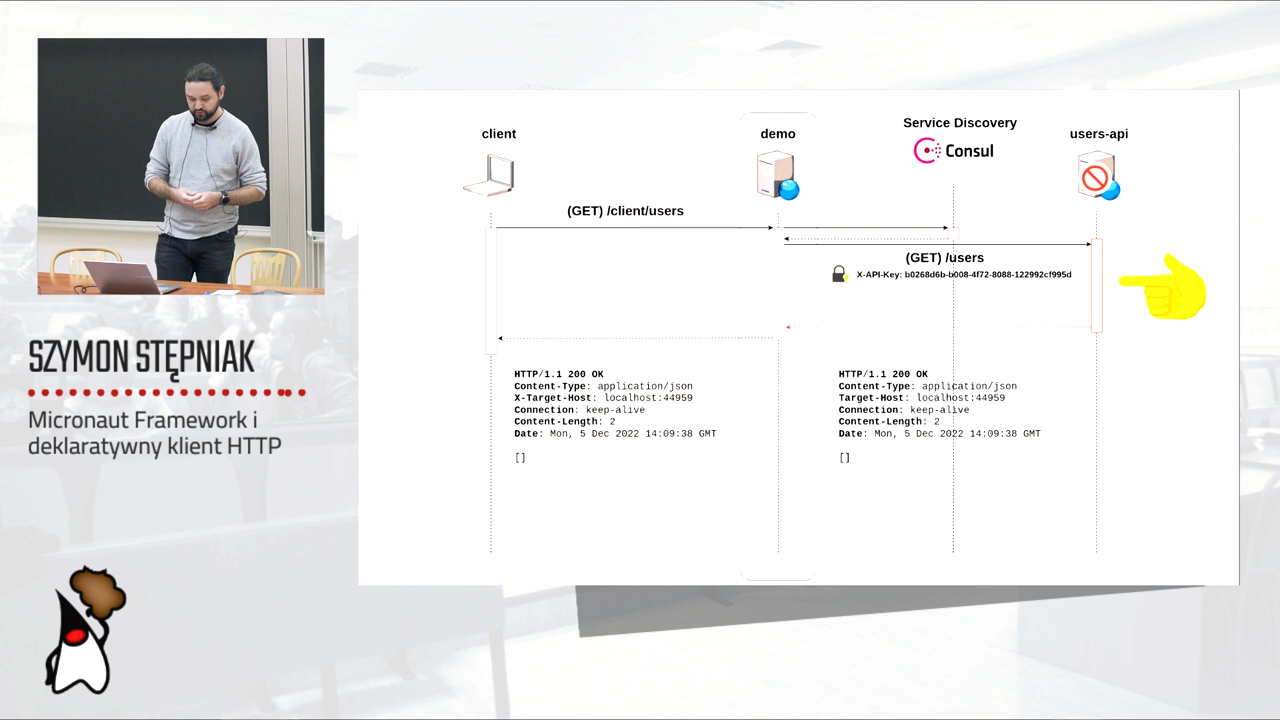 SZYMON STĘPNIAK
Micronaut Framework i
deklaratywny klient HTTP
client
demo
Service Discovery
Consul
users-api
(GET) /client/users
(GET) /users
X-API-Key: b0268d6b-b008-4f72-8088-122992cf995d
HTTP/1.1 200 OK
Content-Type: application/json
X-Target-Host: localhost:44959
Connection: keep-alive
Content-Length: 2
Date: Mon, 5 Dec 2022 14:09:38 GMT
[]
HTTP/1.1 200 OK
Content-Type: application/json
Target-Host: localhost:44959
Connection: keep-alive
Content-Length: 2
Date: Mon, 5 Dec 2022 14:09:38 GMT
[]